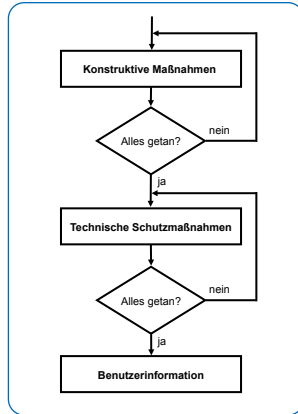 Konstruktive Maßnahmen
Alles getan?
nein
ja
Technische Schutzmaßnahmen
Alles getan?
nein
ja
Benutzerinformation